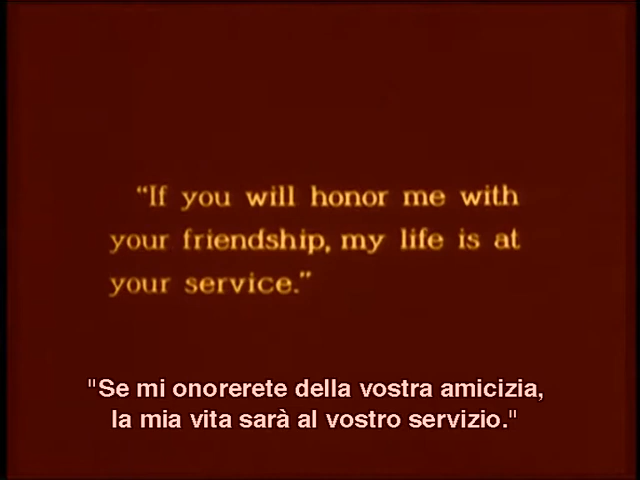 “If you will honor me with
your friendship, my life is at
your service.”
"Se mi onorerete della vostra amicizia,
la mia vita sarà al vostro servizio."